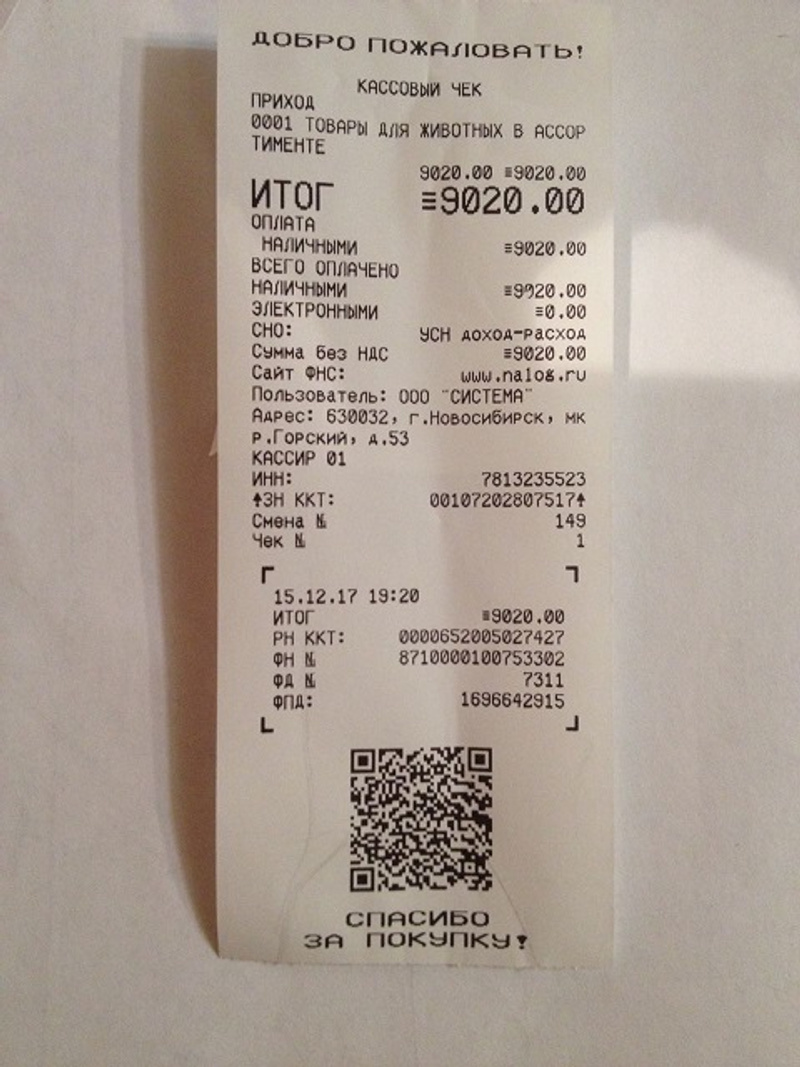 ДОБРО ПОЖАЛОВАТЬ!
КАССОВЫЙ ЧЕК
ПРИХОД
0001 ТОВАРЫ ДЛЯ ЖИВОТНЫХ В АССОР
ТИМЕНТЕ
9020.00 ≡9020.00
ИТОГ ≡9020.00
ОПЛАТА
НАЛИЧНЫМИ ≡9020.00
ВСЕГО ОПЛАЧЕНО
НАЛИЧНЫМИ ≡9020.00
ЭЛЕКТРОННЫМИ ≡0.00
СНО: УСН доход-расход
Сумма без НДС ≡9020.00
Сайт ФНС: www.nalog.ru
Пользователь: ООО "СИСТЕМА"
Адрес: 630032, г.Новосибирск, мк
р.Горский, д.53
КАССИР 01
ИНН: 7813235523
↑ЗН ККТ: 00107202807517↑
Смена № 149
Чек № 1
15.12.17 19:20
ИТОГ ≡9020.00
РН ККТ: 0000652005027427
ФН № 8710000100753302
ФД № 7311
ФПД: 1696642915
СПАСИБО
ЗА ПОКУПКУ!